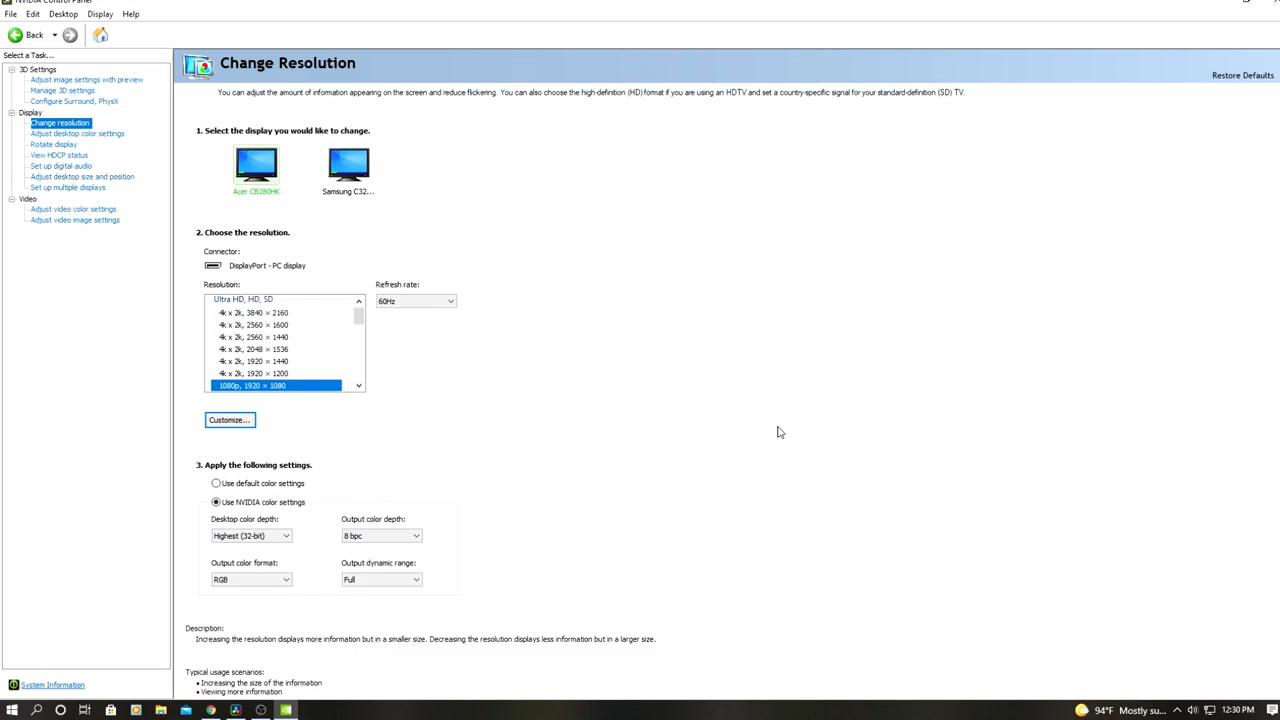 NVIDIA Control Panel
File Edit Desktop Display Help
Back
Select a Task...
3D Settings
Adjust image settings with preview
Manage 3D settings
Configure Surround, PhysX
Display
Change resolution
Adjust desktop color settings
Rotate display
View HDCP status
Set up digital audio
Adjust desktop size and position
Set up multiple displays
Video
Adjust video color settings
Adjust video image settings
System Information
Change Resolution
Restore Defaults
You can adjust the amount of information appearing on the screen and reduce flickering. You can also choose the high-definition (HD) format if you are using an HDTV and set a country-specific signal for your standard-definition (SD) TV.
1. Select the display you would like to change.
Acer CB280HK Samsung C32...
2. Choose the resolution.
Connector:
DisplayPort - PC display
Resolution: Refresh rate:
Ultra HD, HD, SD
60Hz
4k x 2k, 3840 × 2160
4k x 2k, 2560 × 1600
4k x 2k, 2560 × 1440
4k x 2k, 2048 × 1536
4k x 2k, 1920 × 1440
4k x 2k, 1920 × 1200
1080p, 1920 × 1080
Customize...
3. Apply the following settings.
Use default color settings
Use NVIDIA color settings
Desktop color depth: Output color depth:
Highest (32-bit) 8 bpc
Output color format: Output dynamic range:
RGB Full
Description:
Increasing the resolution displays more information but in a smaller size. Decreasing the resolution displays less information but in a larger size.
Typical usage scenarios:
• Increasing the size of the information
• Viewing more information
94°F Mostly su... 12:30 PM